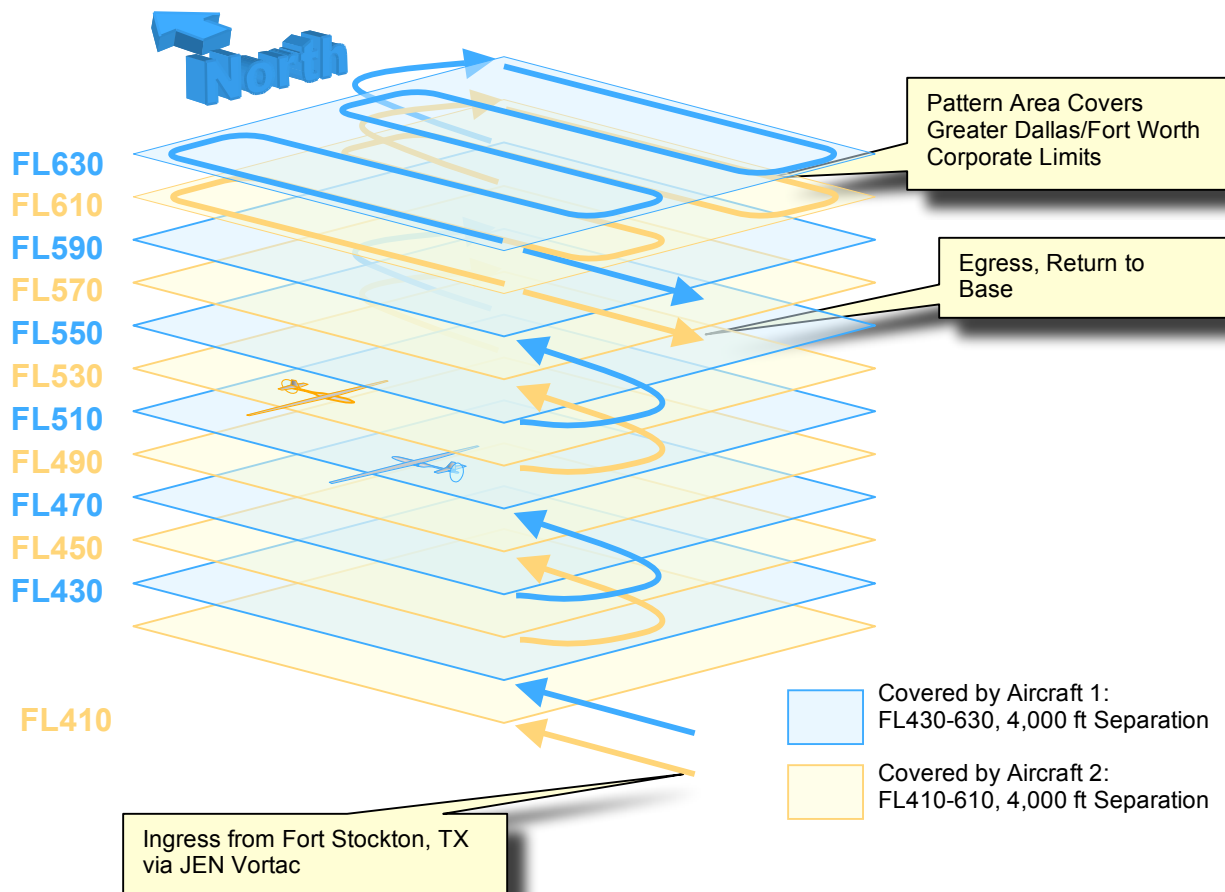 North
FL630
FL610
FL590
FL570
FL550
FL530
FL510
FL490
FL470
FL450
FL430
FL410
Pattern Area Covers
Greater Dallas/Fort Worth
Corporate Limits
Egress, Return to
Base
Covered by Aircraft 1:
FL430-630, 4,000 ft Separation
Covered by Aircraft 2:
FL410-610, 4,000 ft Separation
Ingress from Fort Stockton, TX
via JEN Vortac